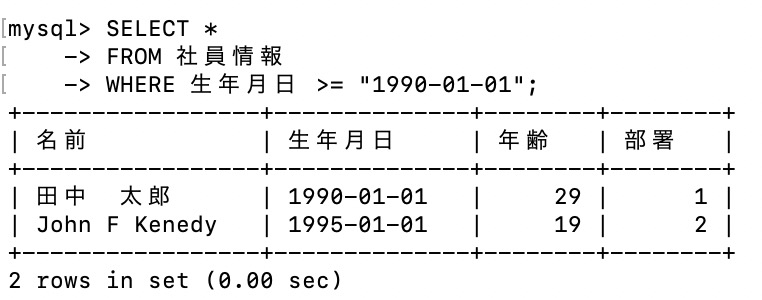 mysql> SELECT *
    -> FROM 社員情報
    -> WHERE 生年月日 >= "1990-01-01";
+------------------+---------------+--------+--------+
| 名前             | 生年月日      | 年齢   | 部署   |
+------------------+---------------+--------+--------+
| 田中　太郎       | 1990-01-01    |     29 |      1 |
| John F Kenedy    | 1995-01-01    |     19 |      2 |
+------------------+---------------+--------+--------+
2 rows in set (0.00 sec)